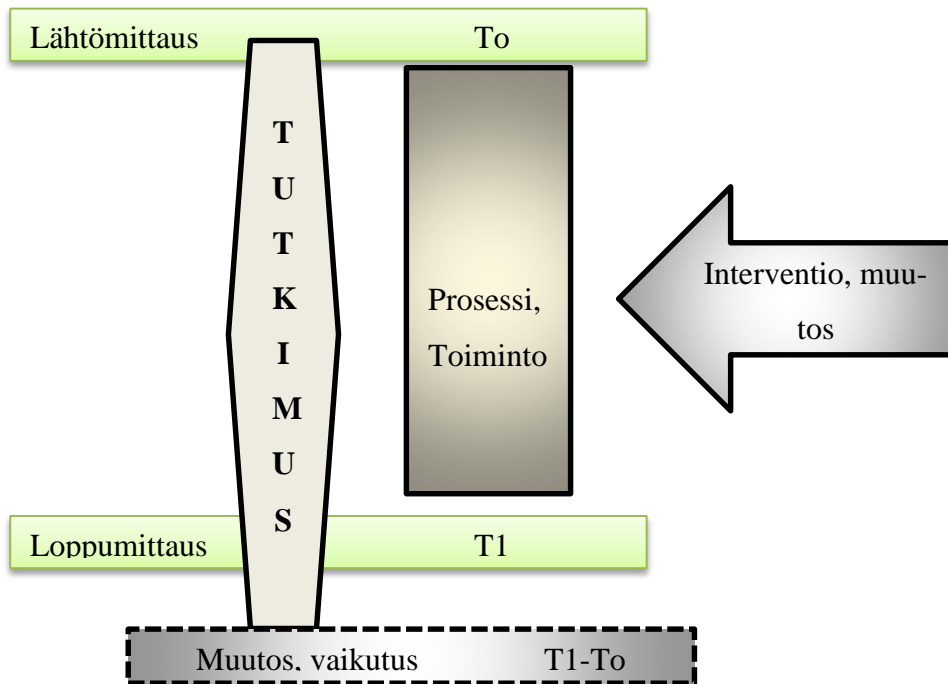 Lähtömittaus To
T
U
T
K
I
M
U
S
Prosessi,
Toiminto
Interventio, muu-
tos
Loppumittaus T1
Muutos, vaikutus T1-To